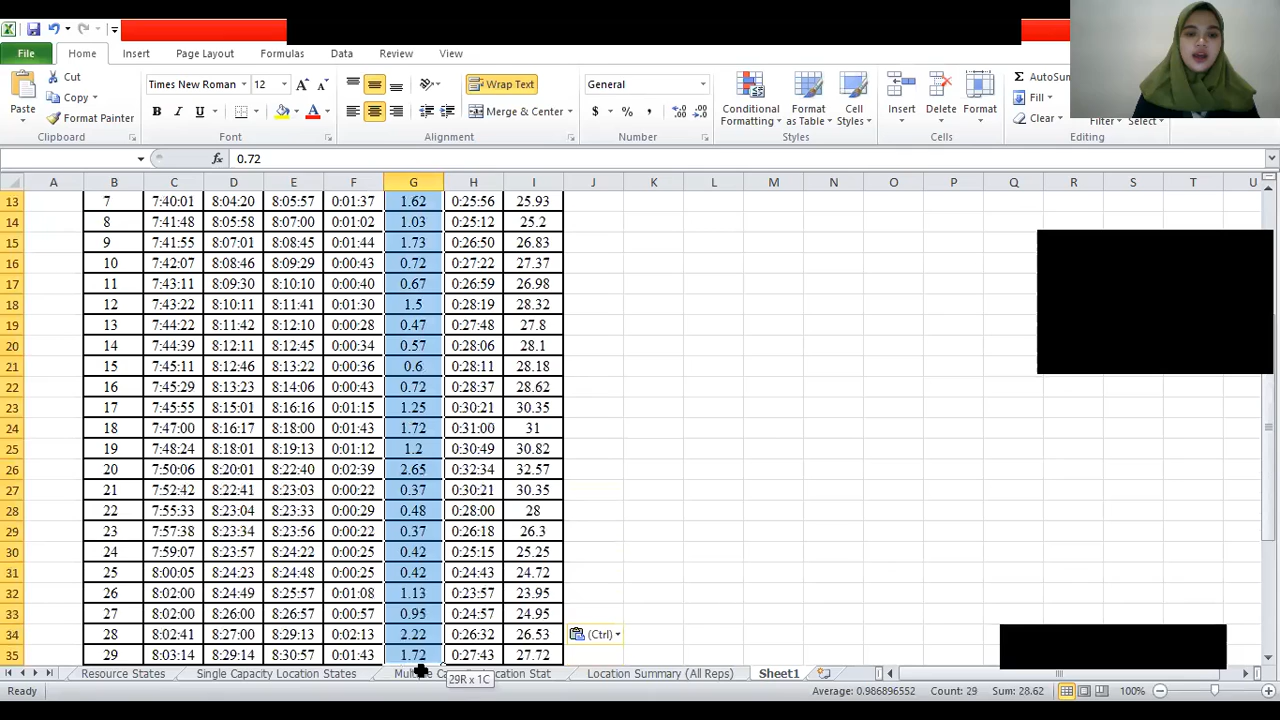 File Home Insert Page Layout Formulas Data Review View
Cut Times New Roman 12 Wrap Text General AutoSum
Paste Copy Merge & Center $ % , Conditional Formatting Format as Table Cell Styles Insert Delete Format Fill
Format Painter Clear Filter Select
Clipboard Font Alignment Number Styles Cells Editing
fx 0.72
A B C D E F G H I J K L M N O P Q R S T U
13 7 7:40:01 8:04:20 8:05:57 0:01:37 1.62 0:25:56 25.93
14 8 7:41:48 8:05:58 8:07:00 0:01:02 1.03 0:25:12 25.2
15 9 7:41:55 8:07:01 8:08:45 0:01:44 1.73 0:26:50 26.83
16 10 7:42:07 8:08:46 8:09:29 0:00:43 0.72 0:27:22 27.37
17 11 7:43:11 8:09:30 8:10:10 0:00:40 0.67 0:26:59 26.98
18 12 7:43:22 8:10:11 8:11:41 0:01:30 1.5 0:28:19 28.32
19 13 7:44:22 8:11:42 8:12:10 0:00:28 0.47 0:27:48 27.8
20 14 7:44:39 8:12:11 8:12:45 0:00:34 0.57 0:28:06 28.1
21 15 7:45:11 8:12:46 8:13:22 0:00:36 0.6 0:28:11 28.18
22 16 7:45:29 8:13:23 8:14:06 0:00:43 0.72 0:28:37 28.62
23 17 7:45:55 8:15:01 8:16:16 0:01:15 1.25 0:30:21 30.35
24 18 7:47:00 8:16:17 8:18:00 0:01:43 1.72 0:31:00 31
25 19 7:48:24 8:18:01 8:19:13 0:01:12 1.2 0:30:49 30.82
26 20 7:50:06 8:20:01 8:22:40 0:02:39 2.65 0:32:34 32.57
27 21 7:52:42 8:22:41 8:23:03 0:00:22 0.37 0:30:21 30.35
28 22 7:55:33 8:23:04 8:23:33 0:00:29 0.48 0:28:00 28
29 23 7:57:38 8:23:34 8:23:56 0:00:22 0.37 0:26:18 26.3
30 24 7:59:07 8:23:57 8:24:22 0:00:25 0.42 0:25:15 25.25
31 25 8:00:05 8:24:23 8:24:48 0:00:25 0.42 0:24:43 24.72
32 26 8:02:00 8:24:49 8:25:57 0:01:08 1.13 0:23:57 23.95
33 27 8:02:00 8:26:00 8:26:57 0:00:57 0.95 0:24:57 24.95
34 28 8:02:41 8:27:00 8:29:13 0:02:13 2.22 0:26:32 26.53 (Ctrl)
35 29 8:03:14 8:29:14 8:30:57 0:01:43 1.72 0:27:43 27.72
Resource States Single Capacity Location States Location Stat Location Summary (All Reps) Sheet1
29R x 1C
Ready Average: 0.986896552 Count: 29 Sum: 28.62 100%